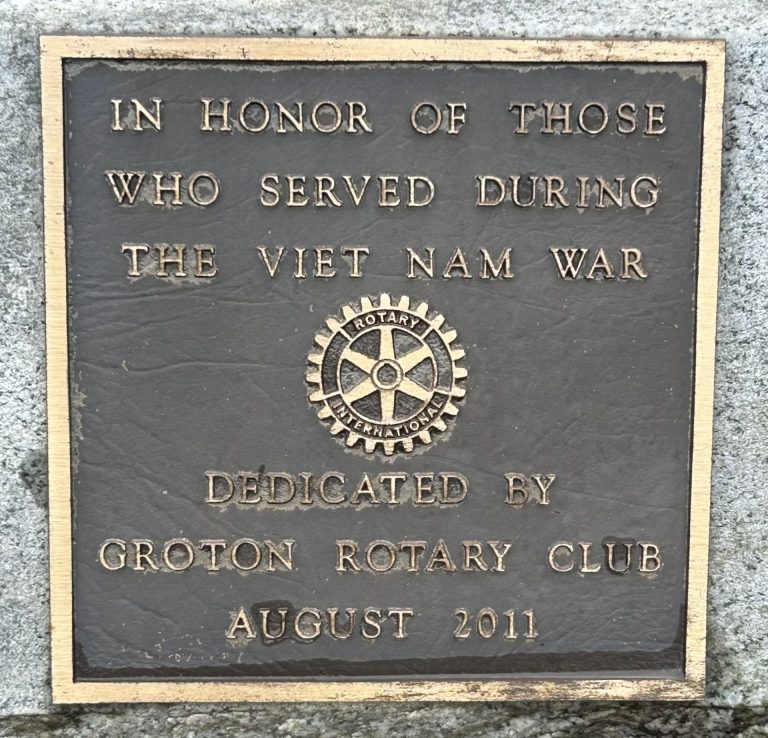 IN HONOR OF THOSE
WHO SERVED DURING
THE VIET NAM WAR
ROTARY
INTERNATIONAL
DEDICATED BY
GROTON ROTARY CLUB
AUGUST 2011